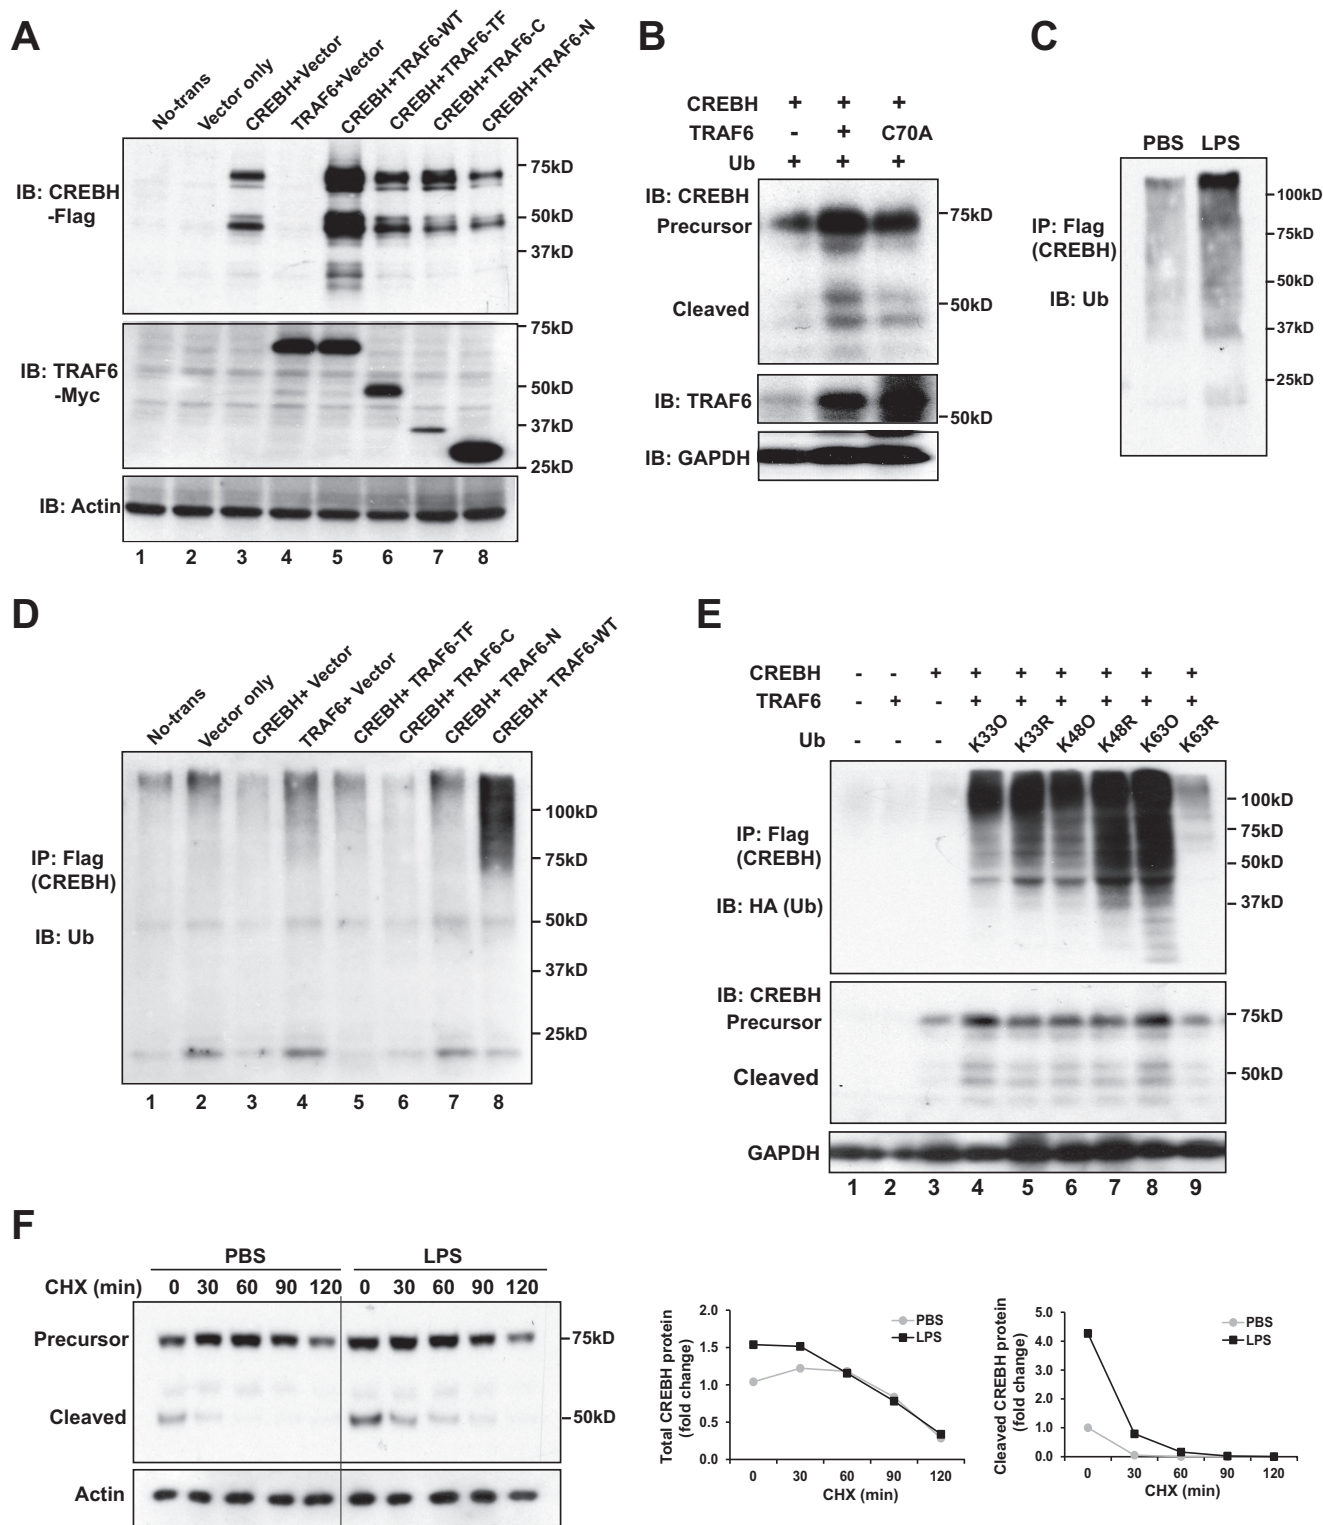 A
No-trans
Vector only
CREBH+Vector
TRAF6+Vector
CREBH+TRAF6-WT
CREBH+TRAF6-TF
CREBH+TRAF6-C
CREBH+TRAF6-N
IB: CREBH
-Flag
75kD
50kD
37kD
IB: TRAF6
-Myc
75kD
50kD
37kD
25kD
IB: Actin
1 2 3 4 5 6 7 8
B
CREBH + + +
TRAF6 - + C70A
Ub + + +
IB: CREBH
Precursor
75kD
Cleaved
50kD
IB: TRAF6
50kD
IB: GAPDH
C
PBS LPS
IP: Flag
(CREBH)
IB: Ub
100kD
75kD
50kD
37kD
25kD
D
No-trans
Vector only
CREBH+ Vector
TRAF6+ Vector
CREBH+ TRAF6-TF
CREBH+ TRAF6-C
CREBH+ TRAF6-N
CREBH+ TRAF6-WT
IP: Flag
(CREBH)
IB: Ub
100kD
75kD
50kD
37kD
25kD
1 2 3 4 5 6 7 8
E
CREBH - - + + + + + + +
TRAF6 - + - + + + + + +
Ub - - - K33O K33R K48O K48R K63O K63R
IP: Flag
(CREBH)
IB: HA (Ub)
100kD
75kD
50kD
37kD
IB: CREBH
Precursor
75kD
Cleaved
50kD
GAPDH
1 2 3 4 5 6 7 8 9
F
PBS LPS
CHX (min) 0 30 60 90 120 0 30 60 90 120
Precursor
75kD
Cleaved
50kD
Actin
Total CREBH protein
(fold change)
2.0
1.5
1.0
0.5
0.0
PBS
LPS
0 30 60 90 120
CHX (min)
Cleaved CREBH protein
(fold change)
5.0
4.0
3.0
2.0
1.0
0.0
PBS
LPS
0 30 60 90 120
CHX (min)